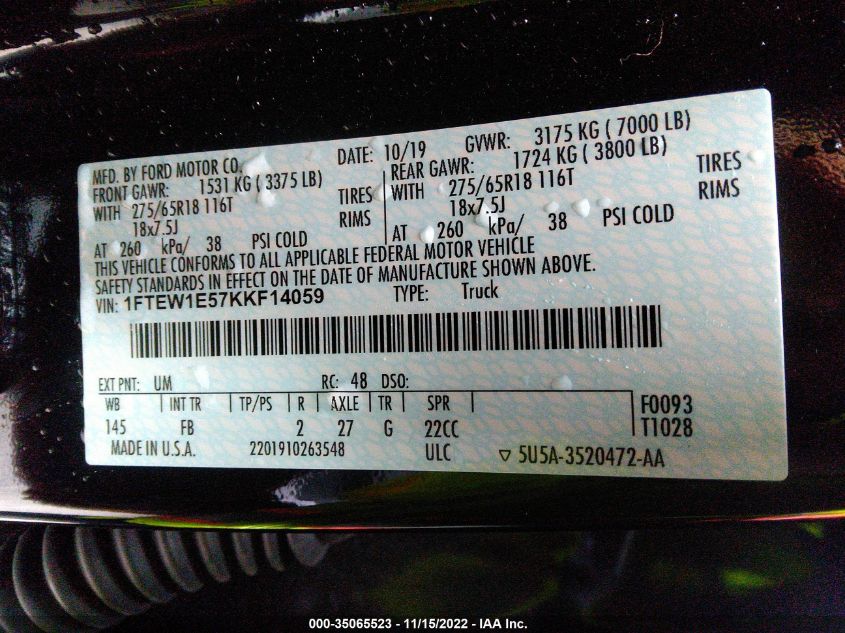 MFD. BY FORD MOTOR CO. DATE: 10/19 GVWR: 3175 KG ( 7000 LB)
FRONT GAWR: 1531 KG ( 3375 LB) REAR GAWR: 1724 KG ( 3800 LB)
WITH 275/65R18 116T TIRES WITH 275/65R18 116T TIRES
18x7.5J RIMS 18x7.5J RIMS
AT 260 kPa/ 38 PSI COLD AT 260 kPa/ 38 PSI COLD
THIS VEHICLE CONFORMS TO ALL APPLICABLE FEDERAL MOTOR VEHICLE
SAFETY STANDARDS IN EFFECT ON THE DATE OF MANUFACTURE SHOWN ABOVE.
VIN: 1FTEW1E57KKF14059 TYPE: Truck
EXT PNT: UM RC: 48 DSO:
WB INT TR TP/PS R AXLE TR SPR F0093
145 FB 2 27 G 22CC T1028
MADE IN U.S.A. 2201910263548 ULC ▽ 5U5A-3520472-AA
000-35065523 - 11/15/2022 - IAA Inc.